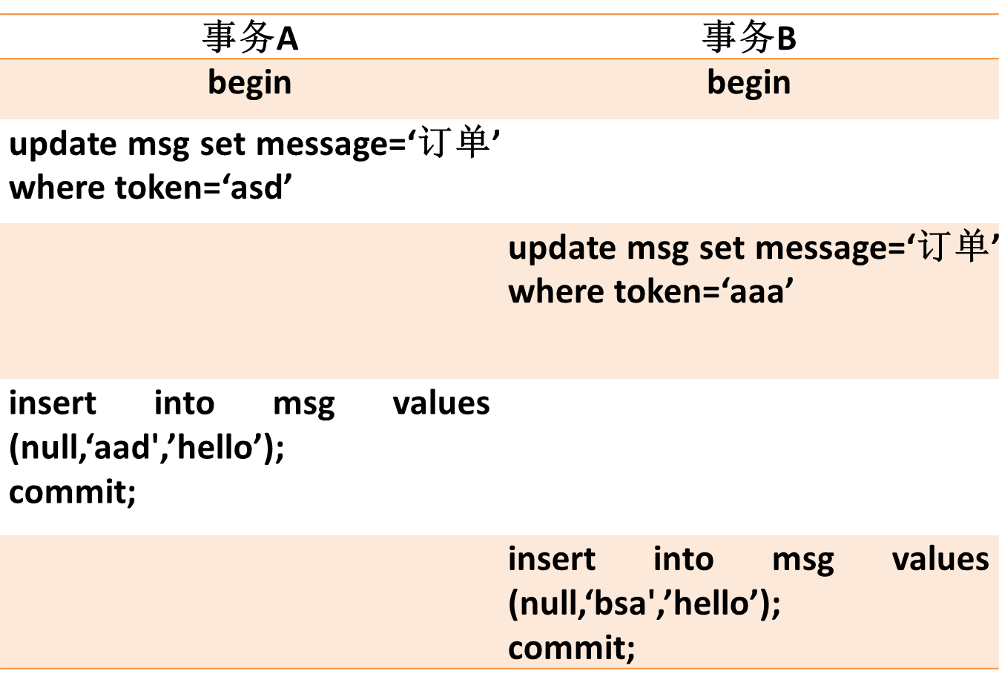 事务A
事务B
begin
begin
update msg set message=‘订单’
where token=‘asd’
update msg set message=‘订单’
where token=‘aaa’
insert into msg values
(null,‘aad',’hello’);
commit;
insert into msg values
(null,‘bsa',’hello’);
commit;